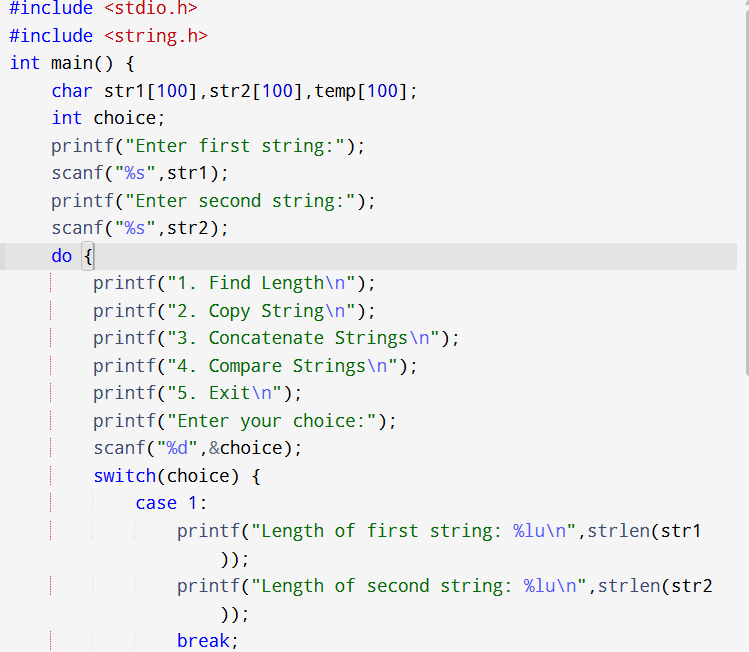 #include <stdio.h>
#include <string.h>
int main() {
    char str1[100],str2[100],temp[100];
    int choice;
    printf("Enter first string:");
    scanf("%s",str1);
    printf("Enter second string:");
    scanf("%s",str2);
    do {
        printf("1. Find Length\n");
        printf("2. Copy String\n");
        printf("3. Concatenate Strings\n");
        printf("4. Compare Strings\n");
        printf("5. Exit\n");
        printf("Enter your choice:");
        scanf("%d",&choice);
        switch(choice) {
            case 1:
                printf("Length of first string: %lu\n",strlen(str1
                    ));
                printf("Length of second string: %lu\n",strlen(str2
                    ));
                break;